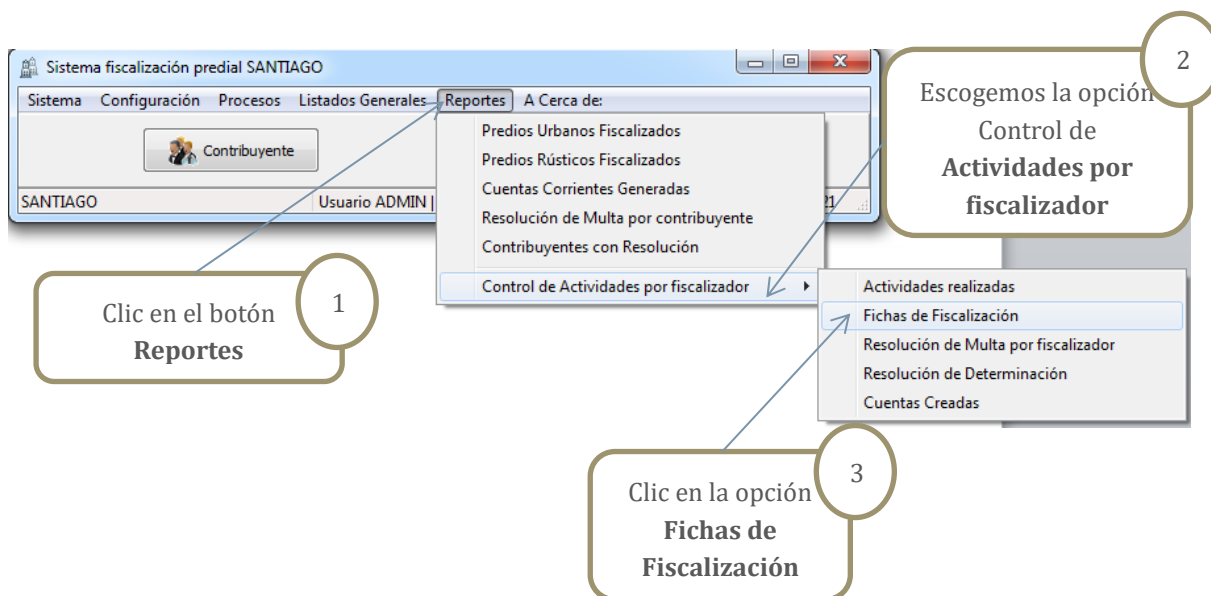 Sistema fiscalización predial SANTIAGO
Sistema Configuración Procesos Listados Generales Reportes A Cerca de:
Contribuyente
SANTIAGO Usuario ADMIN | 21
Predios Urbanos Fiscalizados
Predios Rústicos Fiscalizados
Cuentas Corrientes Generadas
Resolución de Multa por contribuyente
Contribuyentes con Resolución
Control de Actividades por fiscalizador
Actividades realizadas
Fichas de Fiscalización
Resolución de Multa por fiscalizador
Resolución de Determinación
Cuentas Creadas
1
Clic en el botón
Reportes
2
Escogemos la opción
Control de
Actividades por
fiscalizador
3
Clic en la opción
Fichas de
Fiscalización